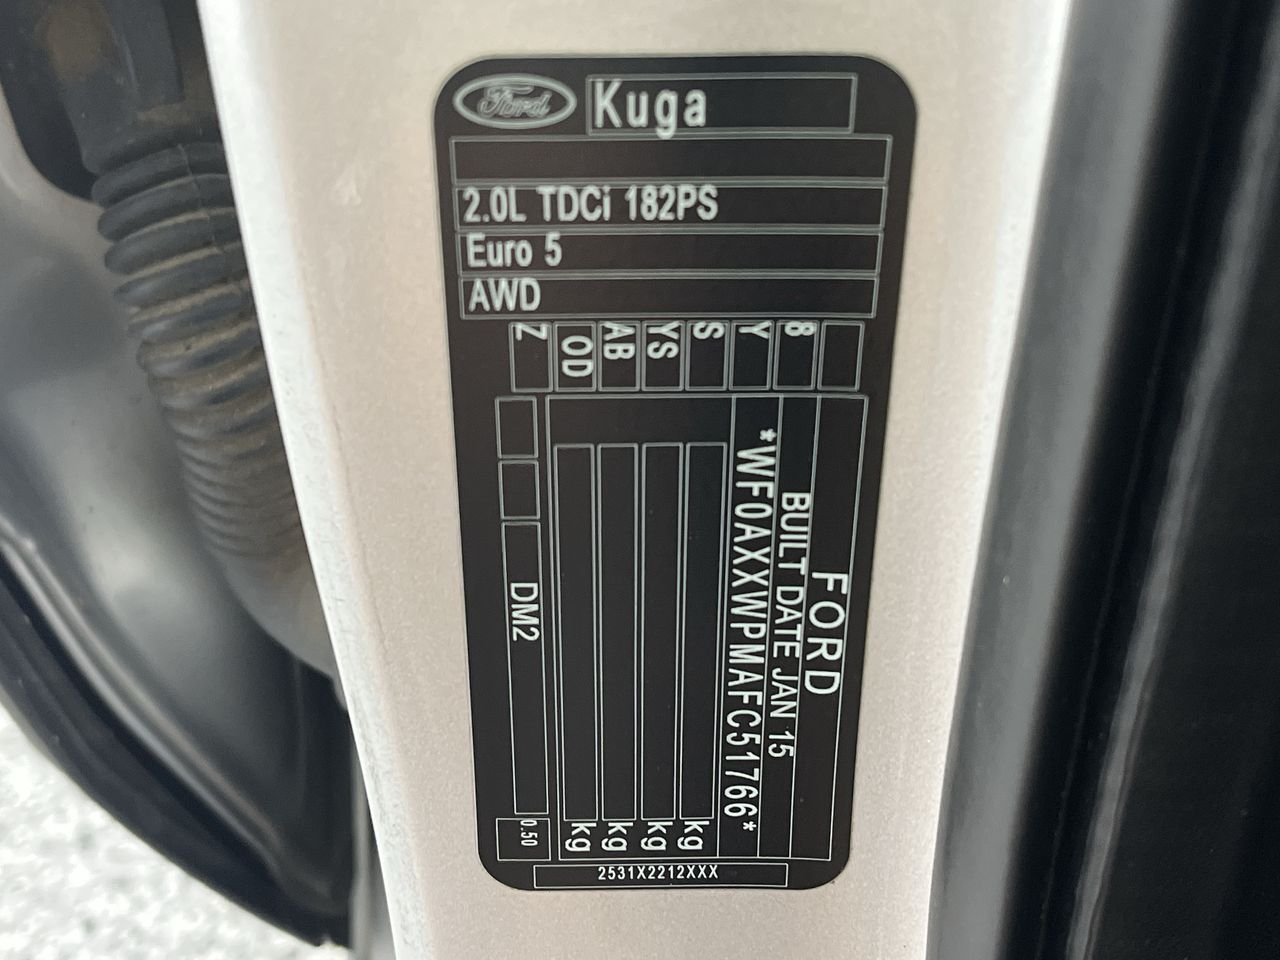 Ford
Kuga
2.0L TDCi 182PS
Euro 5
AWD
Z
OD
AB
YS
S
Y
8
FORD
BUILT DATE JAN 15
*WF0AXXWPMAFC51766*
kg
kg
kg
kg
DM2
0.50
2531X2212XXX